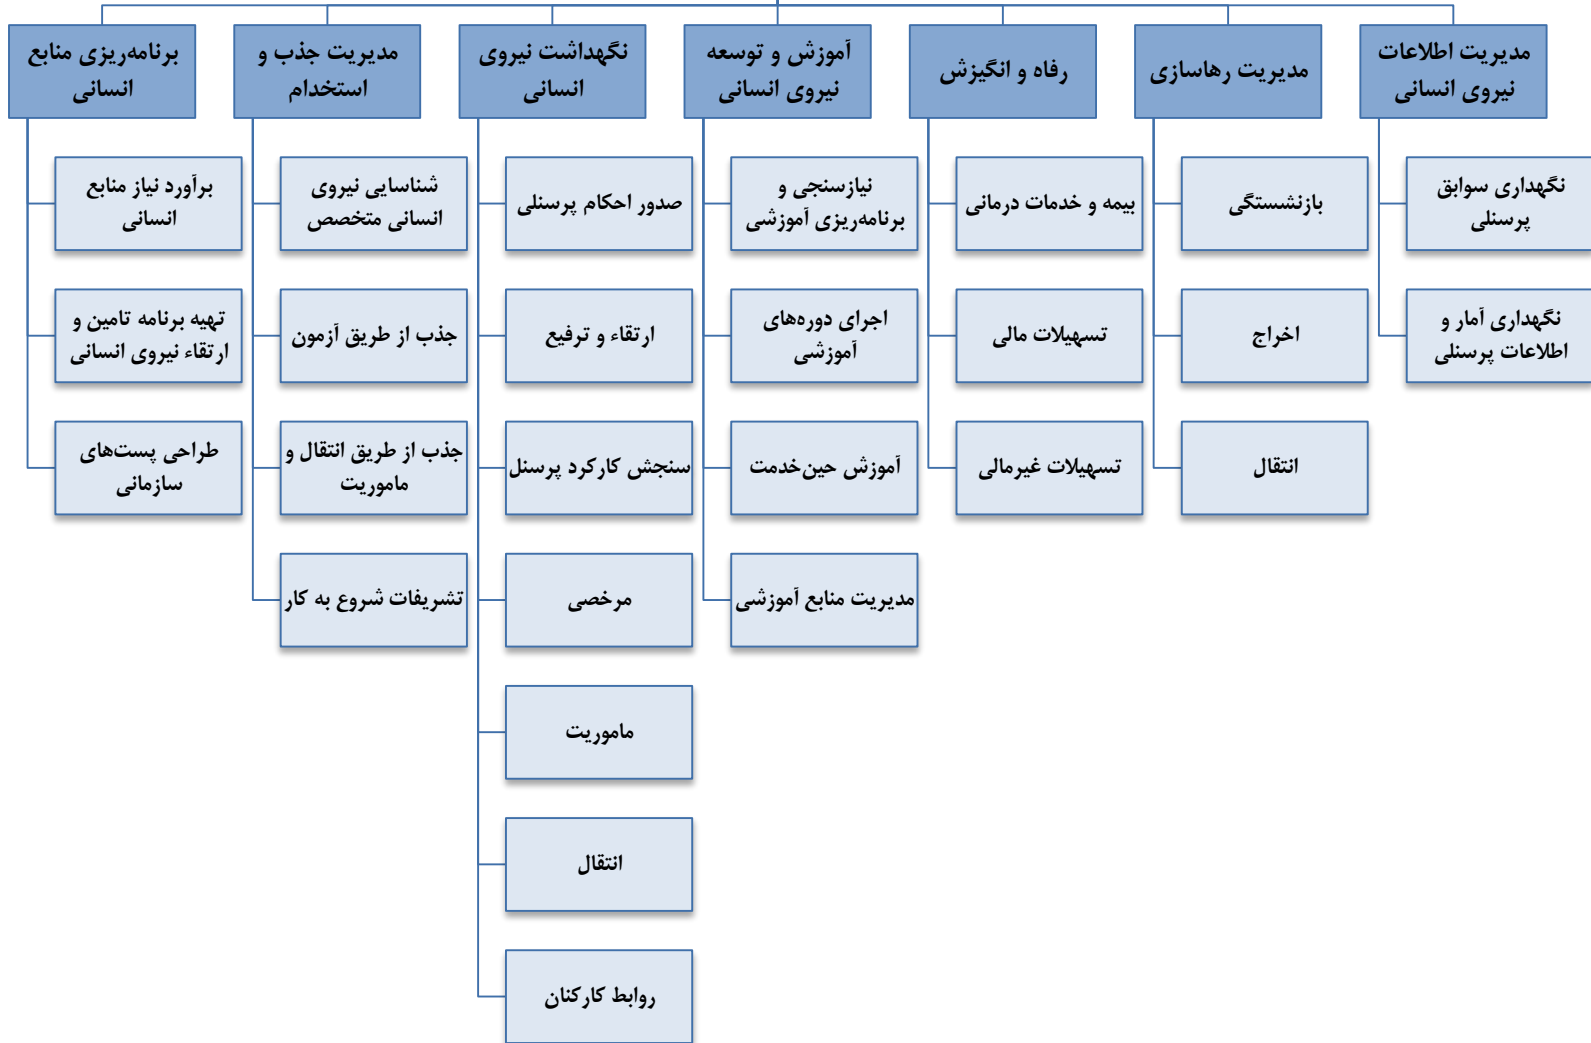 مدیریت اطلاعات
نیروی انسانی
نگهداری سوابق
پرسنلی
نگهداری آمار و
اطلاعات پرسنلی
مدیریت رهاسازی
بازنشستگی
اخراج
انتقال
رفاه و انگیزش
بیمه و خدمات درمانی
تسهیلات مالی
تسهیلات غیرمالی
آموزش و توسعه
نیروی انسانی
نیازسنجی و
برنامه‌ریزی آموزشی
اجرای دوره‌های
آموزشی
آموزش حین‌خدمت
مدیریت منابع آموزشی
نگهداشت نیروی
انسانی
صدور احکام پرسنلی
ارتقاء و ترفیع
سنجش کارکرد پرسنل
مرخصی
ماموریت
انتقال
روابط کارکنان
مدیریت جذب و
استخدام
شناسایی نیروی
انسانی متخصص
جذب از طریق آزمون
جذب از طریق انتقال و
ماموریت
تشریفات شروع به کار
برنامه‌ریزی منابع
انسانی
برآورد نیاز منابع
انسانی
تهیه برنامه تامین و
ارتقاء نیروی انسانی
طراحی پست‌های
سازمانی